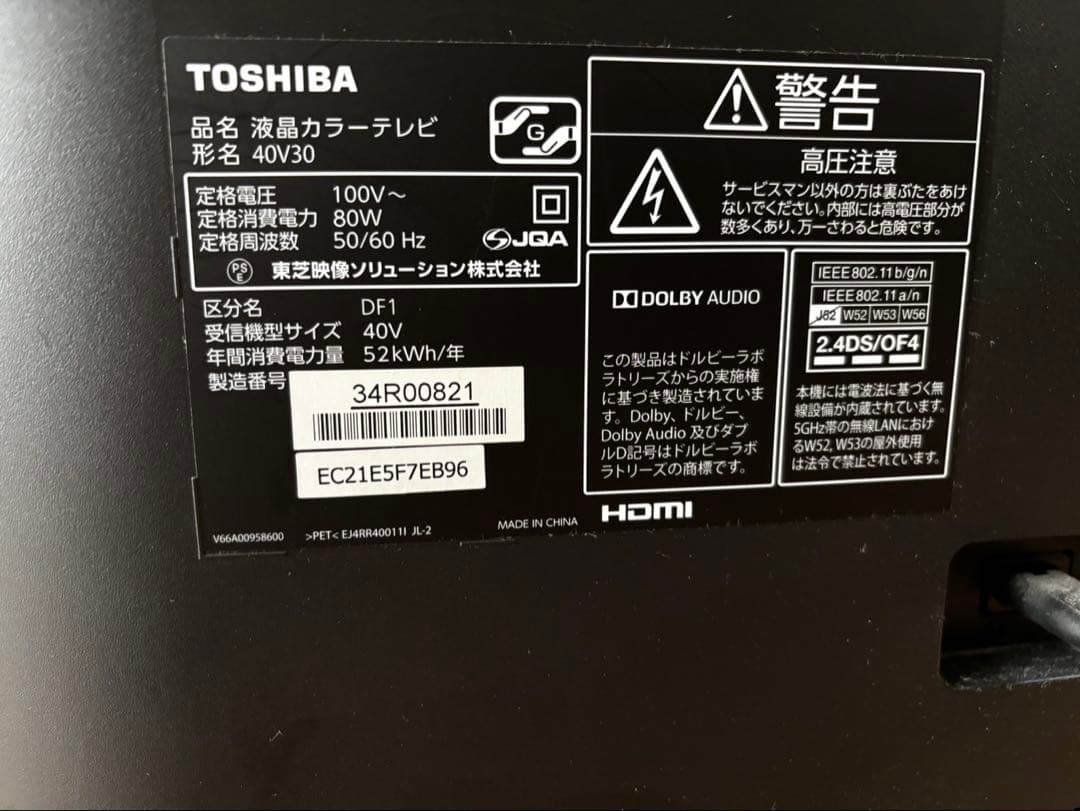 TOSHIBA
品名 液晶カラーテレビ
形名 40V30
G
定格電圧 100V～
定格消費電力 80W
定格周波数 50/60 Hz
JQA
PS
E
東芝映像ソリューション株式会社
区分名 DF1
受信機型サイズ 40V
年間消費電力量 52kWh/年
製造番号
34R00821
EC21E5F7EB96
V66A00958600 >PET< EJ4RR40011I JL-2
MADE IN CHINA
警告
高圧注意
サービスマン以外の方は裏ぶたをあけ
ないでください。内部には高電圧部分が
数多くあり、万一さわると危険です。
DOLBY AUDIO
この製品はドルビーラボ
ラトリーズからの実施権
に基づき製造されていま
す。Dolby、ドルビー、
Dolby Audio 及びダブ
ルD記号はドルビーラボ
ラトリーズの商標です。
HDMI
IEEE802.11b/g/n
IEEE802.11a/n
J52 W52 W53 W56
2.4DS/OF4
本機には電波法に基づく無
線設備が内蔵されています。
5GHz帯の無線LANにおけ
るW52, W53の屋外使用
は法令で禁止されています。